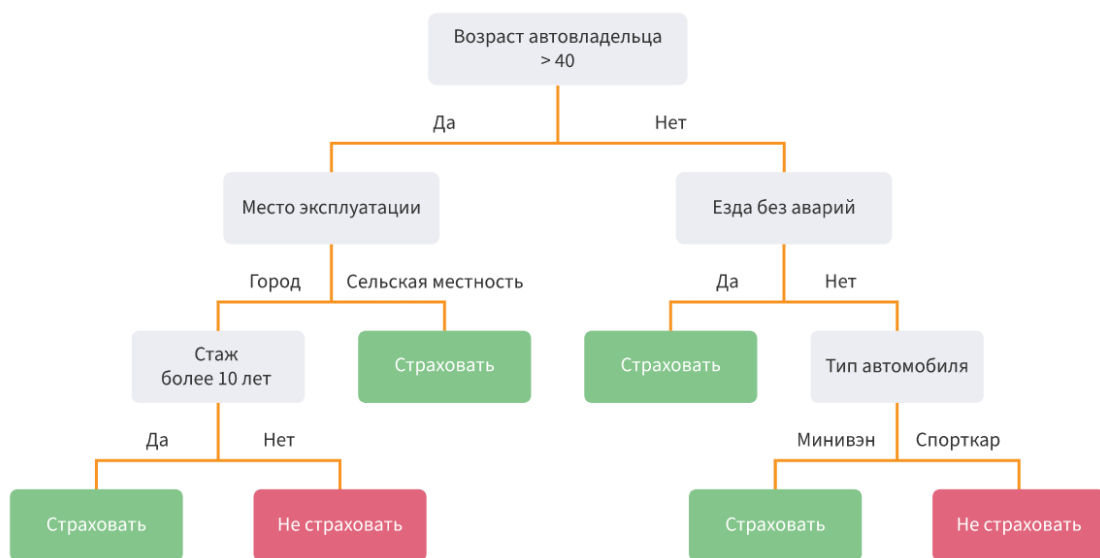 Возраст автовладельца
> 40
Да
Нет
Место эксплуатации
Езда без аварий
Город
Сельская местность
Да
Нет
Стаж
более 10 лет
Страховать
Страховать
Тип автомобиля
Да
Нет
Минивэн
Спорткар
Страховать
Не страховать
Страховать
Не страховать